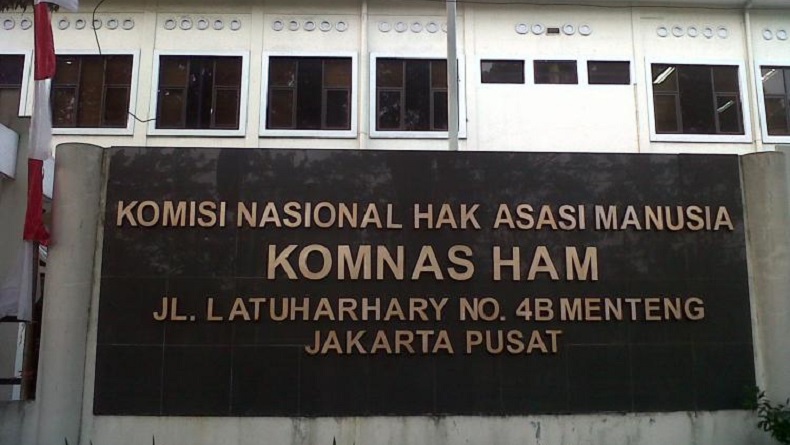 KOMISI NASIONAL HAK ASASI MANUSIA
KOMNAS HAM
JL. LATUHARHARY NO. 4B MENTENG
JAKARTA PUSAT